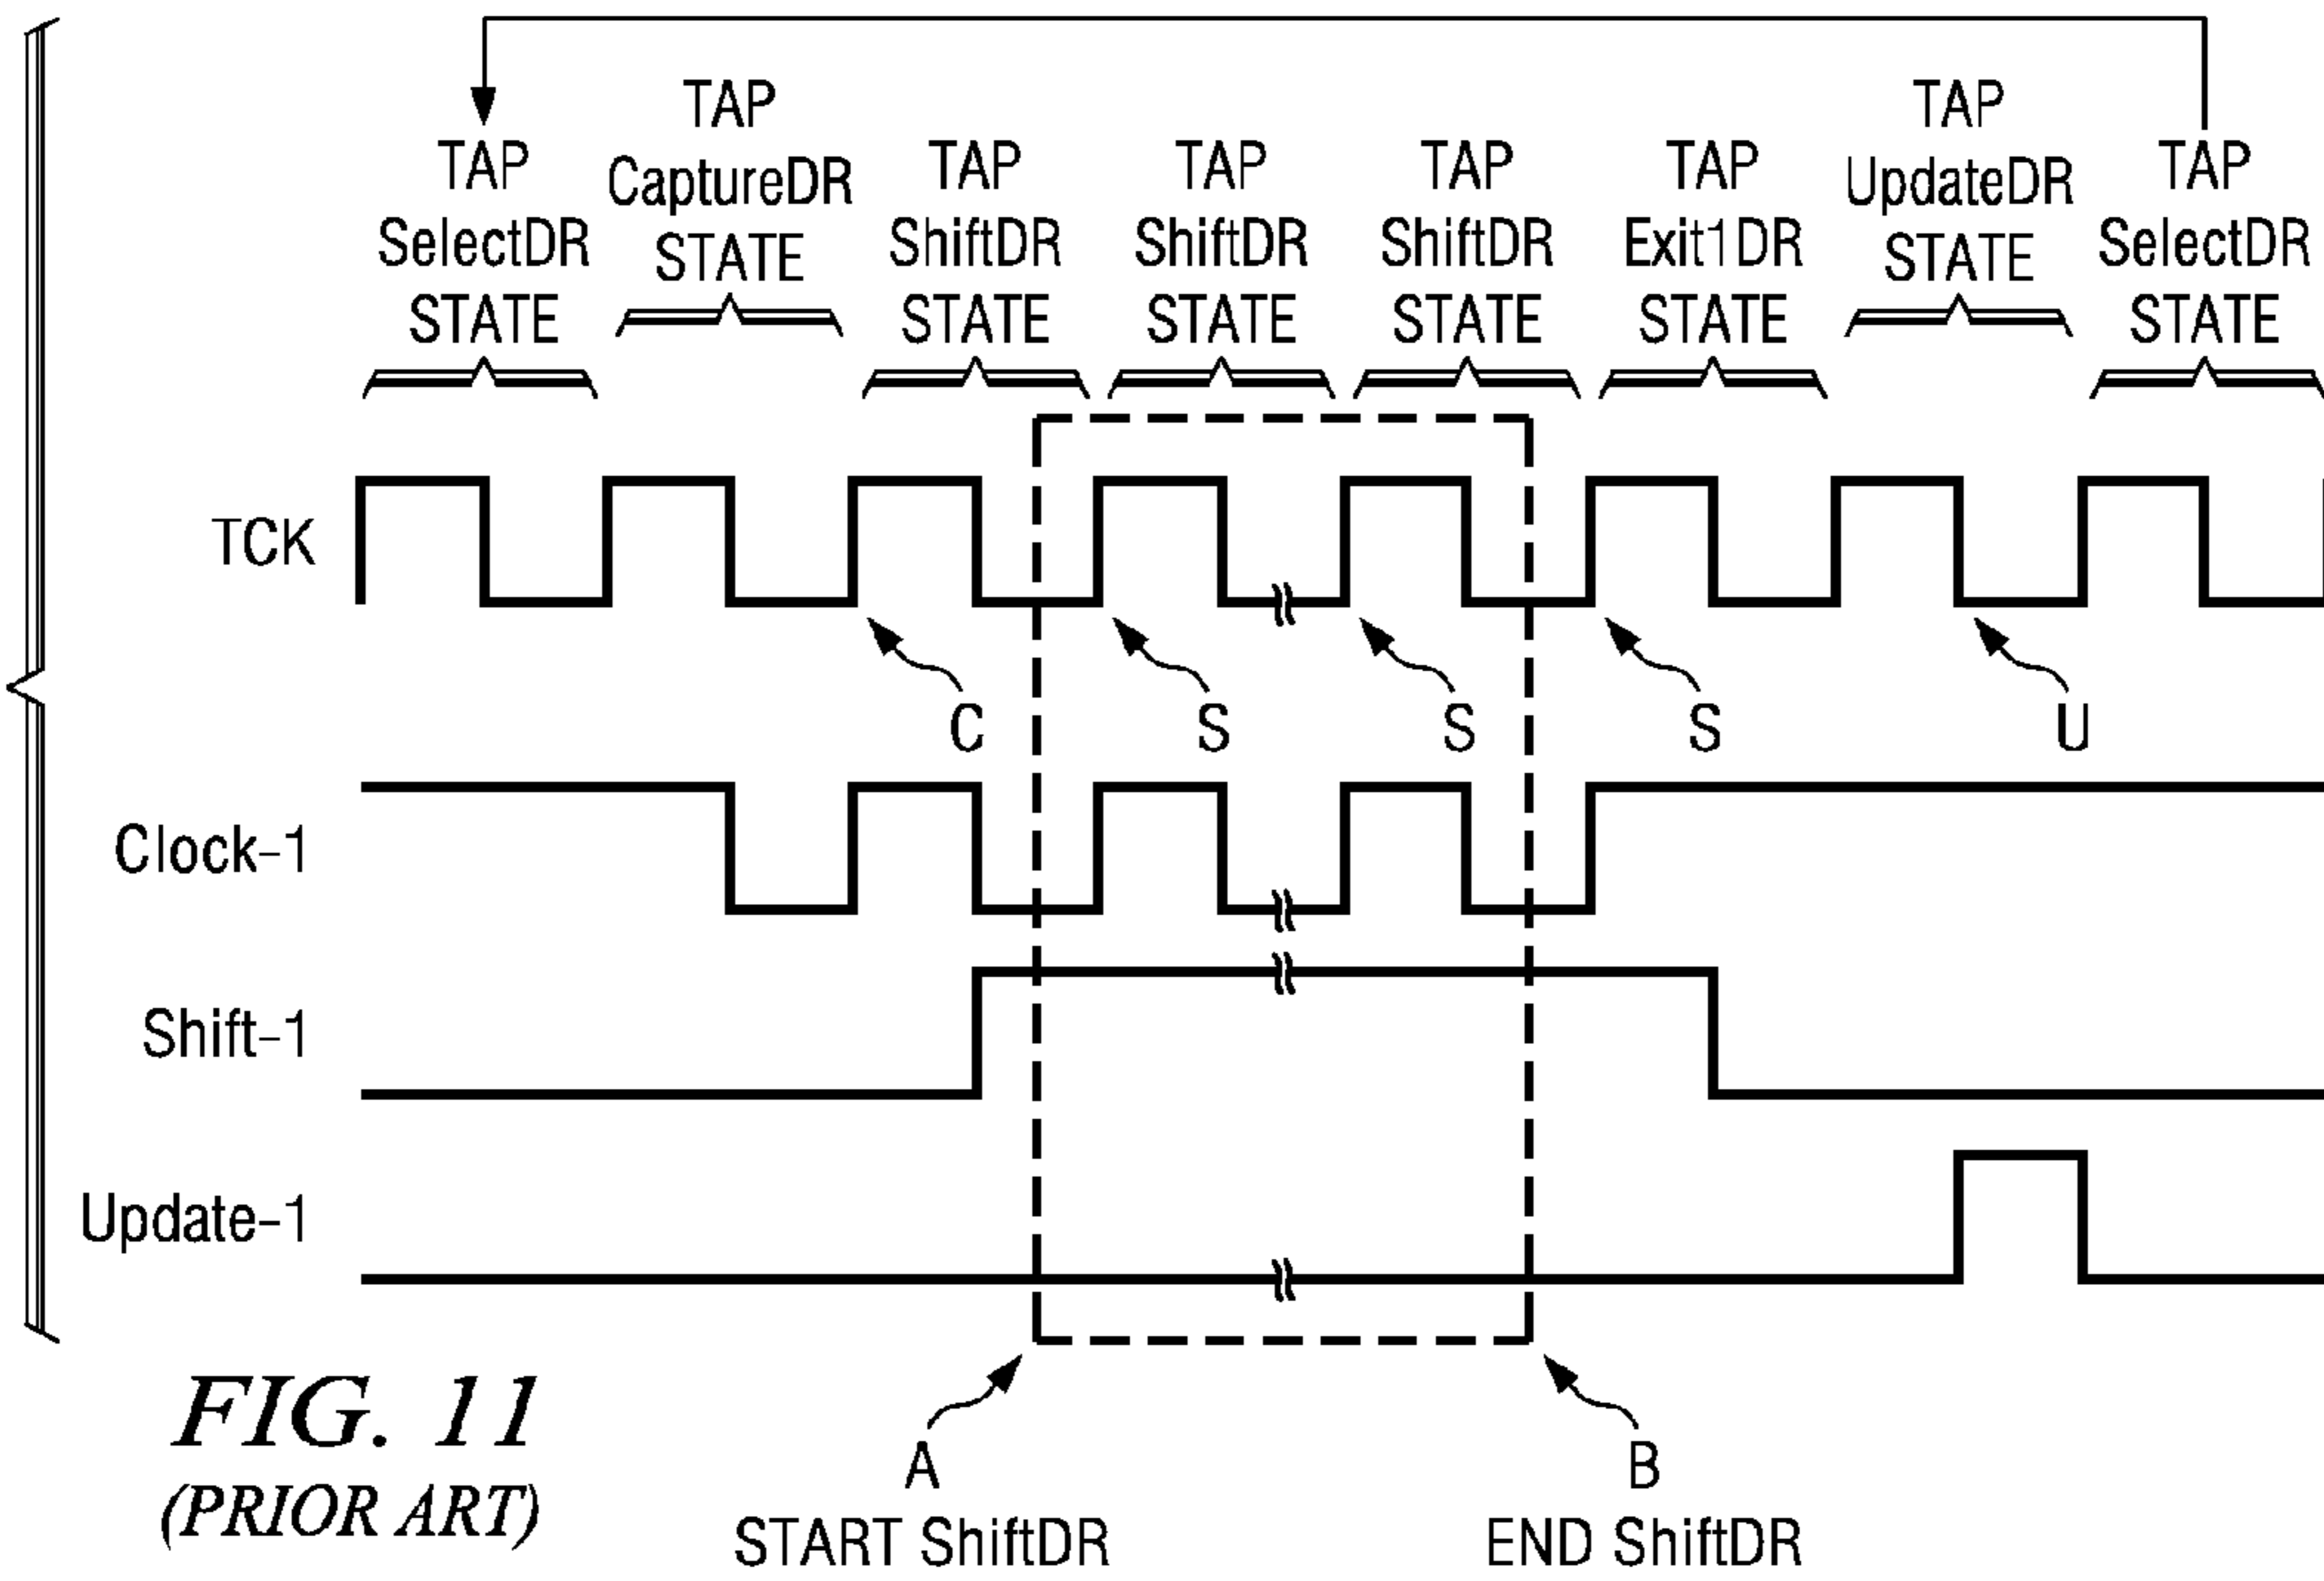 TAP
SelectDR
STATE
TAP
CaptureDR
STATE
TAP
ShiftDR
STATE
TAP
ShiftDR
STATE
TAP
ShiftDR
STATE
TAP
Exit1DR
STATE
TAP
UpdateDR
STATE
TAP
SelectDR
STATE
TCK
C
S
S
S
U
Clock-1
Shift-1
Update-1
A
START ShiftDR
B
END ShiftDR
FIG. 11
(PRIOR ART)